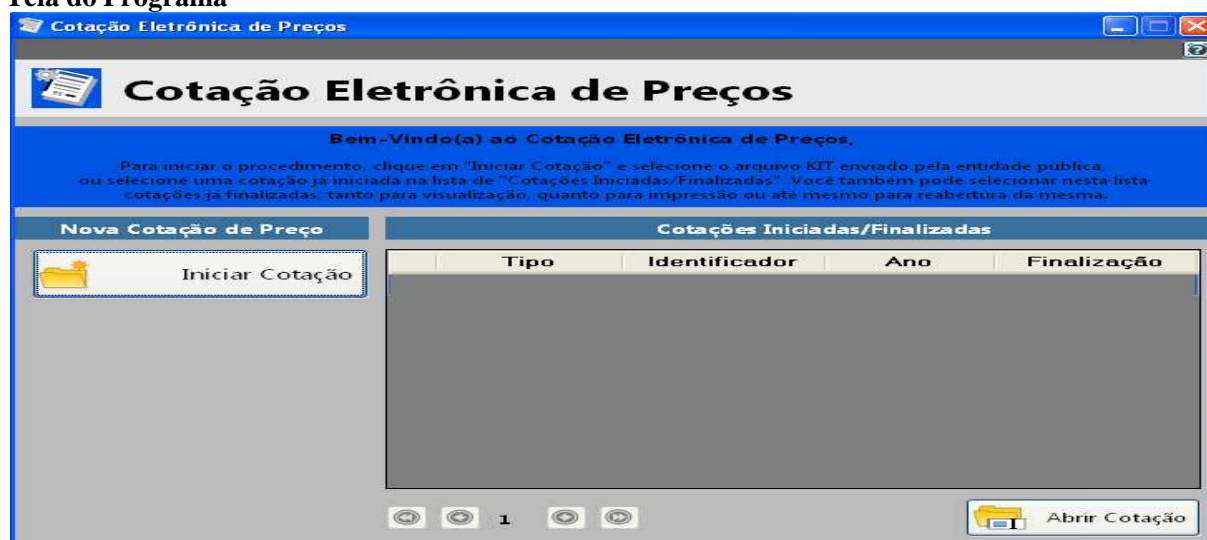 Tela do Programa
Cotação Eletrônica de Preços
Cotação Eletrônica de Preços
Bem-Vindo(a) ao Cotação Eletrônica de Preços,
Para iniciar o procedimento, clique em "Iniciar Cotação" e selecione o arquivo KIT enviado pela entidade pública
ou selecione uma cotação já iniciada na lista de "Cotações Iniciadas/Finalizadas". Você também pode selecionar nesta lista
cotações já finalizadas, tanto para visualização, quanto para impressão ou até mesmo para reabertura da mesma.
Nova Cotação de Preço
Cotações Iniciadas/Finalizadas
Iniciar Cotação
Tipo Identificador Ano Finalização
1
Abrir Cotação